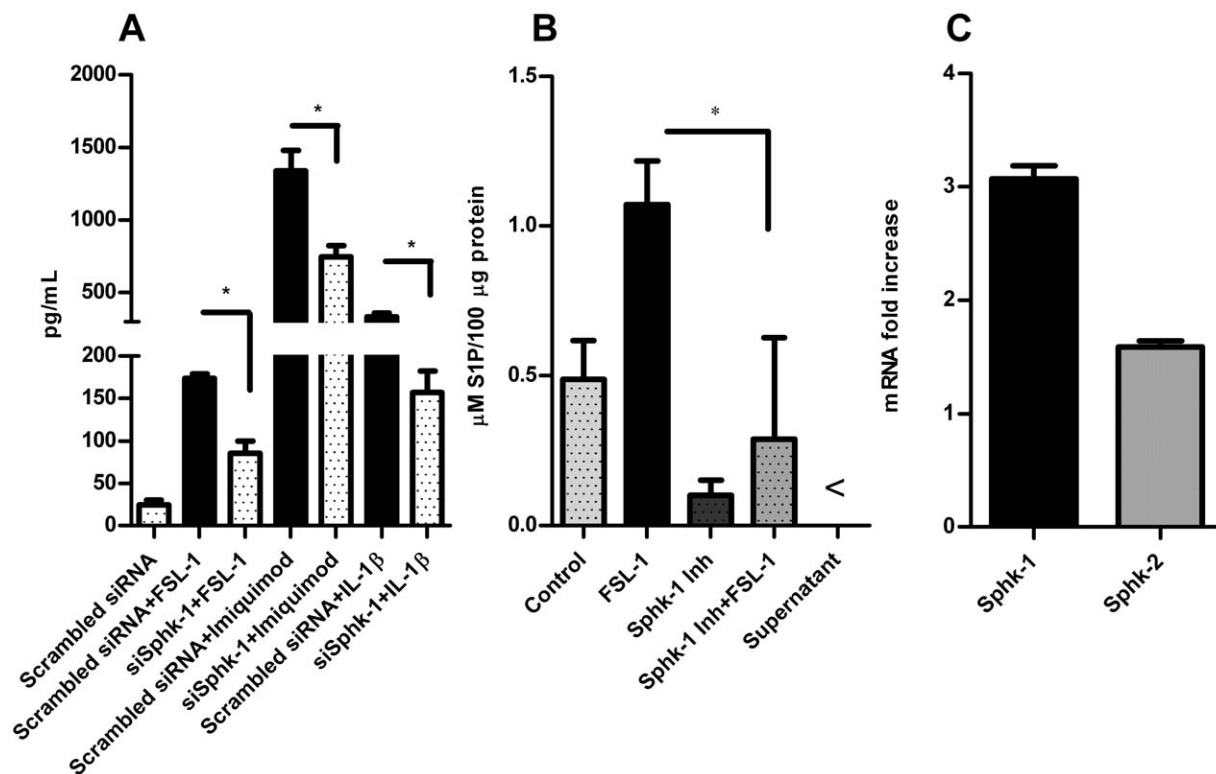 A
pg/mL
2000
1500
1000
500
200
150
100
50
0
*
*
*
Scrambled siRNA
Scrambled siRNA+FSL-1
siSphk-1+FSL-1
Scrambled siRNA+Imiquimod
siSphk-1+Imiquimod
Scrambled siRNA+IL-1β
siSphk-1+IL-1β
B
μM S1P/100 μg protein
1.5
1.0
0.5
0.0
*
<
Control
FSL-1
Sphk-1 Inh
Sphk-1 Inh+FSL-1
Supernatant
C
mRNA fold increase
4
3
2
1
0
Sphk-1
Sphk-2